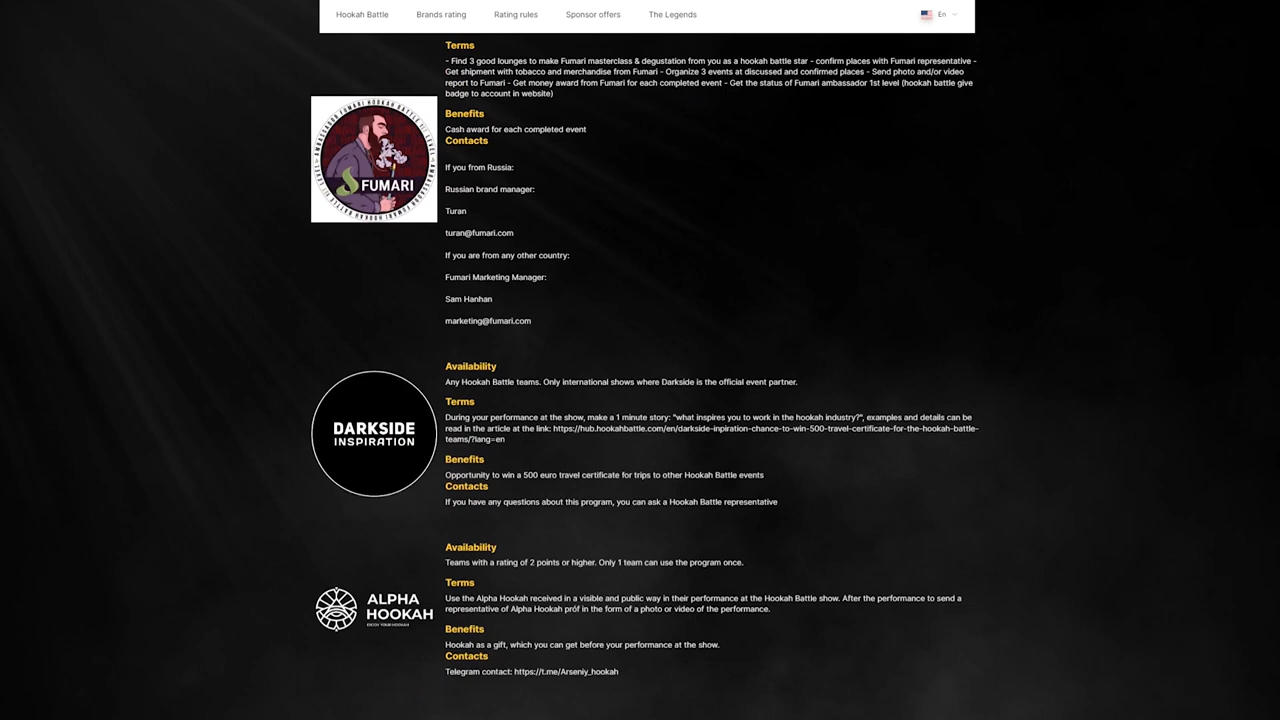 Hookah Battle
Brands rating
Rating rules
Sponsor offers
The Legends
En
Terms
- Find 3 good lounges to make Fumari masterclass & degustation from you as a hookah battle star - confirm places with Fumari representative -
Get shipment with tobacco and merchandise from Fumari - Organize 3 events at discussed and confirmed places - Send photo and/or video
report to Fumari - Get money award from Fumari for each completed event - Get the status of Fumari ambassador 1st level (hookah battle give
badge to account in website)
FUMARI
Benefits
Cash award for each completed event
Contacts
If you from Russia:
Russian brand manager:
Turan
turan@fumari.com
If you are from any other country:
Fumari Marketing Manager:
Sam Hanhan
marketing@fumari.com
DARKSIDE
INSPIRATION
Availability
Any Hookah Battle teams. Only international shows where Darkside is the official event partner.
Terms
During your performance at the show, make a 1 minute story: "what inspires you to work in the hookah industry?", examples and details can be
read in the article at the link: https://hub.hookahbattle.com/en/darkside-inpiration-chance-to-win-500-travel-certificate-for-the-hookah-battle-
teams/?lang=en
Benefits
Opportunity to win a 500 euro travel certificate for trips to other Hookah Battle events
Contacts
If you have any questions about this program, you can ask a Hookah Battle representative
ALPHA
HOOKAH
ENJOY YOUR HOOKAH
Availability
Teams with a rating of 2 points or higher. Only 1 team can use the program once.
Terms
Use the Alpha Hookah received in a visible and public way in their performance at the Hookah Battle show. After the performance to send a
representative of Alpha Hookah próf in the form of a photo or video of the performance.
Benefits
Hookah as a gift, which you can get before your performance at the show.
Contacts
Telegram contact: https://t.me/Arseniy_hookah